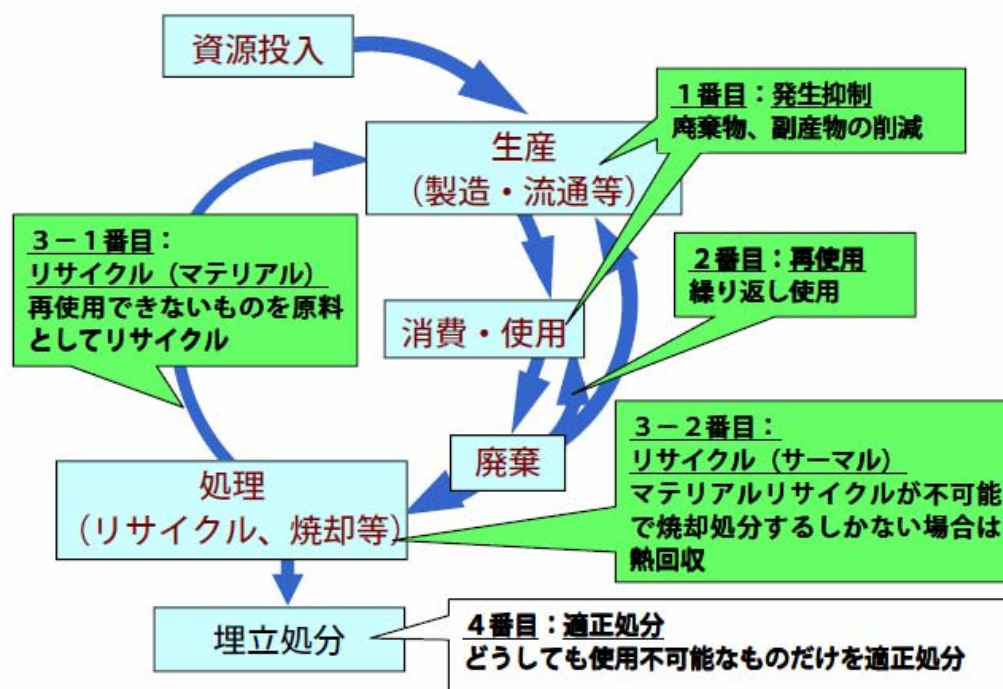 資源投入
1番目：発生抑制
廃棄物、副産物の削減
生産
（製造・流通等）
3－1番目：
リサイクル（マテリアル）
再使用できないものを原料
としてリサイクル
2番目：再使用
繰り返し使用
消費・使用
廃棄
3－2番目：
リサイクル（サーマル）
マテリアルリサイクルが不可能
で焼却処分するしかない場合は
熱回収
処理
（リサイクル、焼却等）
埋立処分
4番目：適正処分
どうしても使用不可能なものだけを適正処分